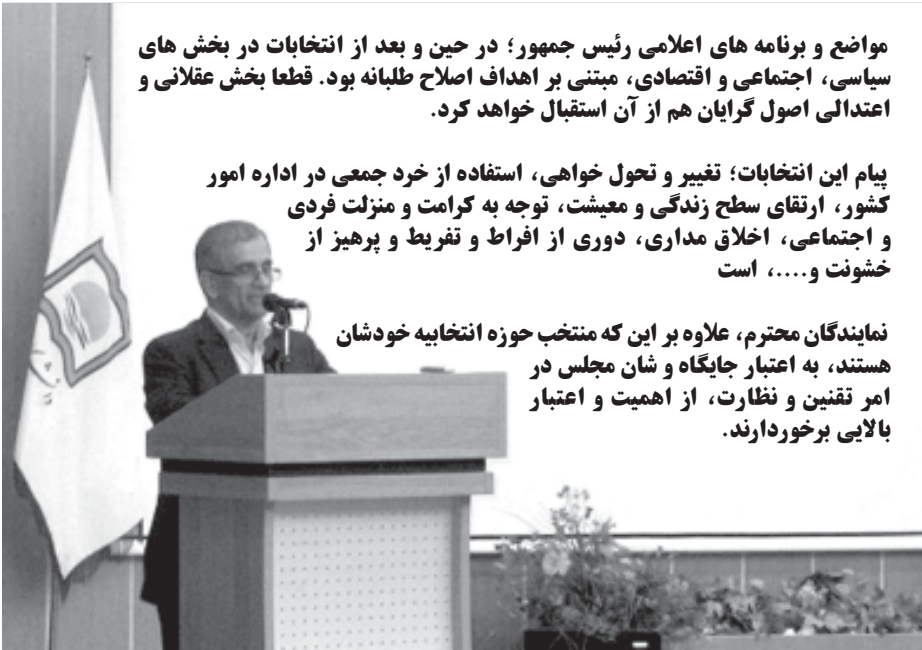 مواضع و برنامه های اعلامی رئیس جمهور؛ در حین و بعد از انتخابات در بخش های
سیاسی، اجتماعی و اقتصادی، مبتنی بر اهداف اصلاح طلبانه بود. قطعا بخش عقلانی و
اعتدالی اصول گرایان هم از آن استقبال خواهد کرد.
پیام این انتخابات؛ تغییر و تحول خواهی، استفاده از خرد جمعی در اداره امور
کشور، ارتقای سطح زندگی و معیشت، توجه به کرامت و منزلت فردی
و اجتماعی، اخلاق مداری، دوری از افراط و تفریط و پرهیز از
خشونت و....، است
نمایندگان محترم، علاوه بر این که منتخب حوزه انتخابیه خودشان
هستند، به اعتبار جایگاه و شان مجلس در
امر تقنین و نظارت، از اهمیت و اعتبار
بالایی برخوردارند.